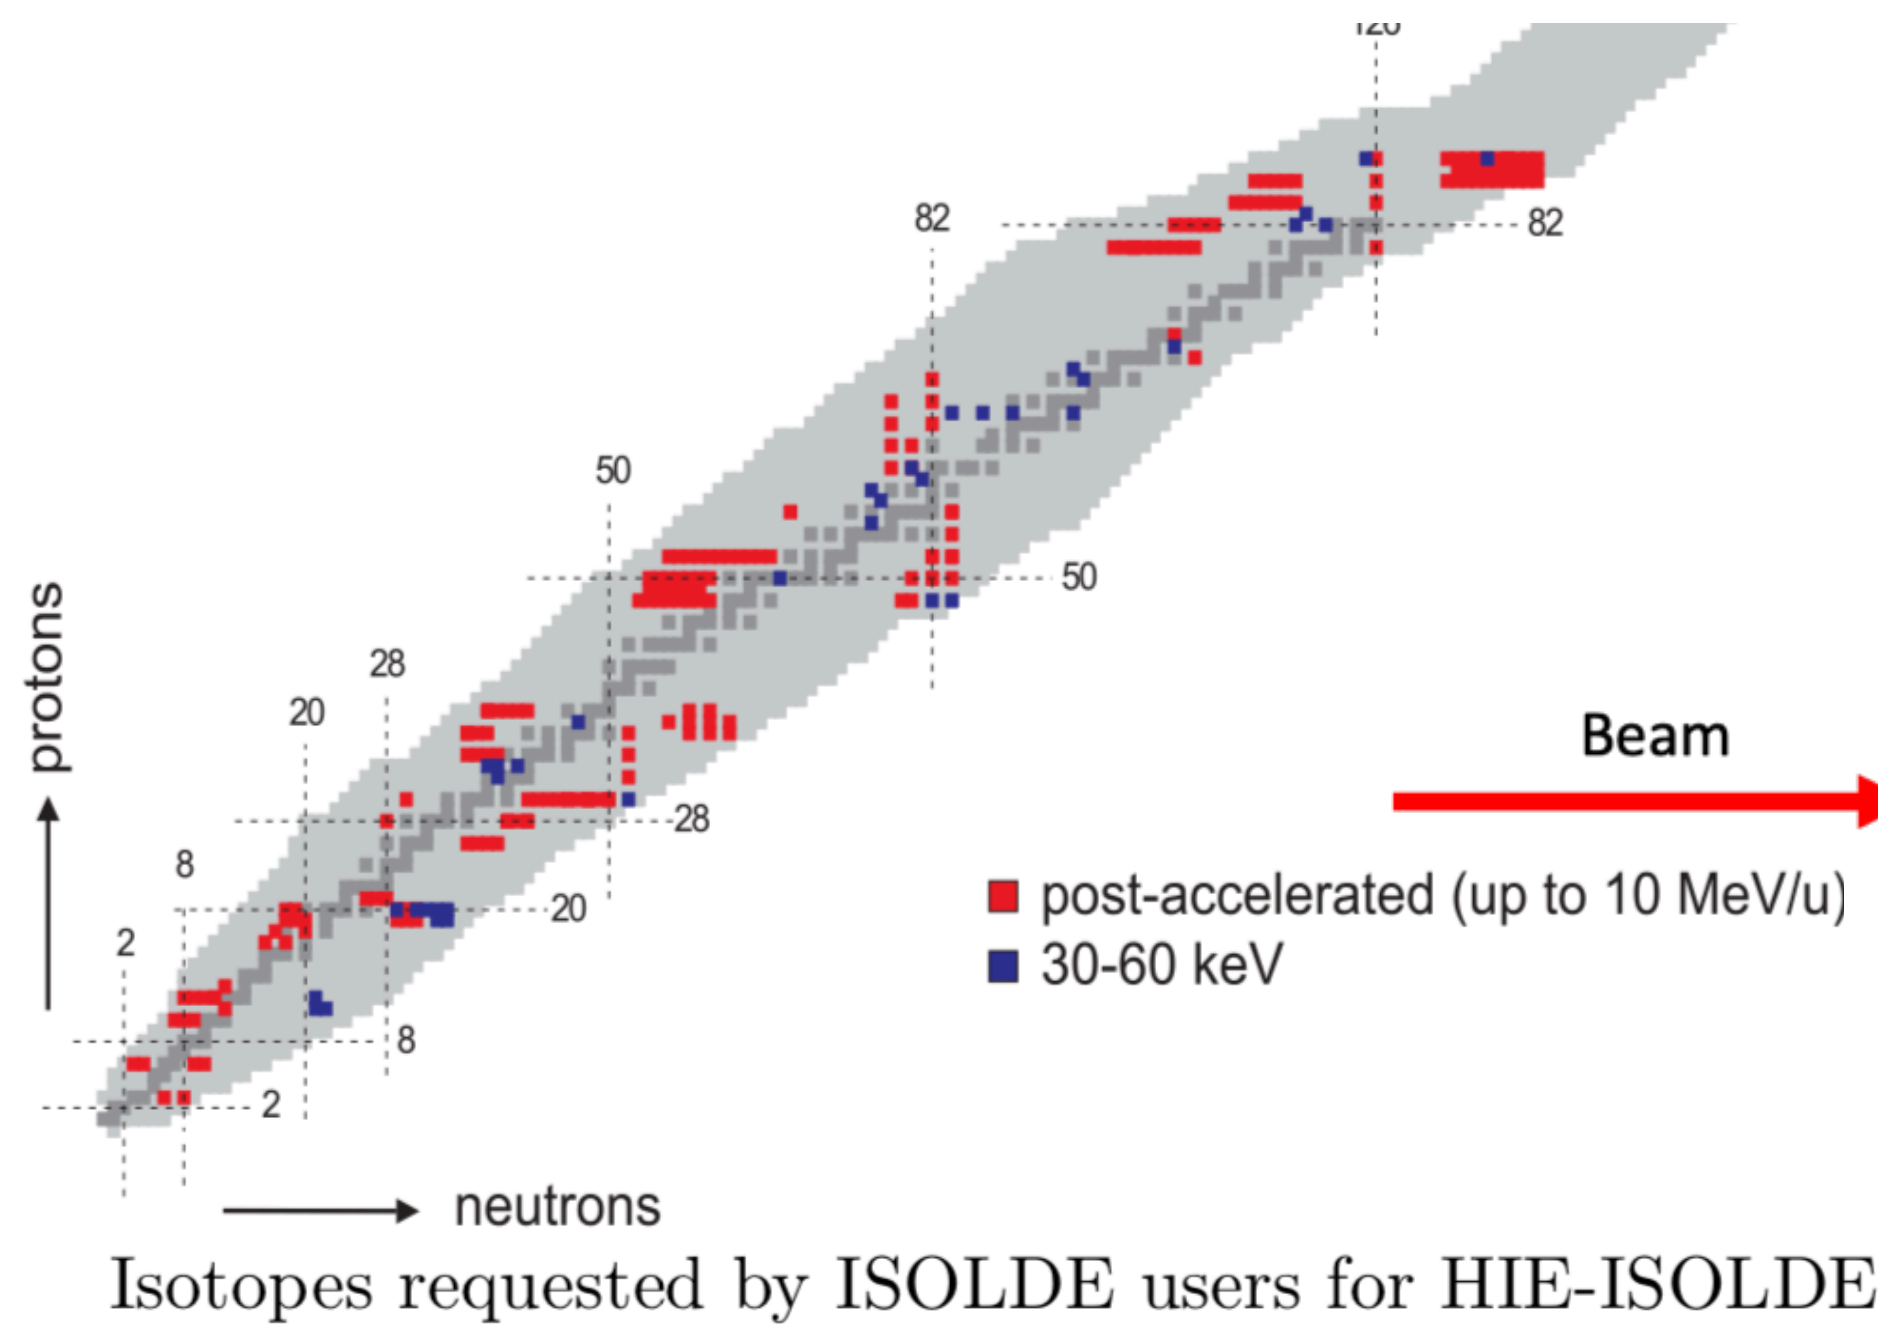 126
82
82
50
50
28
20
8
28
20
2
8
2
protons
neutrons
Beam
post-accelerated (up to 10 MeV/u)
30-60 keV
Isotopes requested by ISOLDE users for HIE-ISOLDE